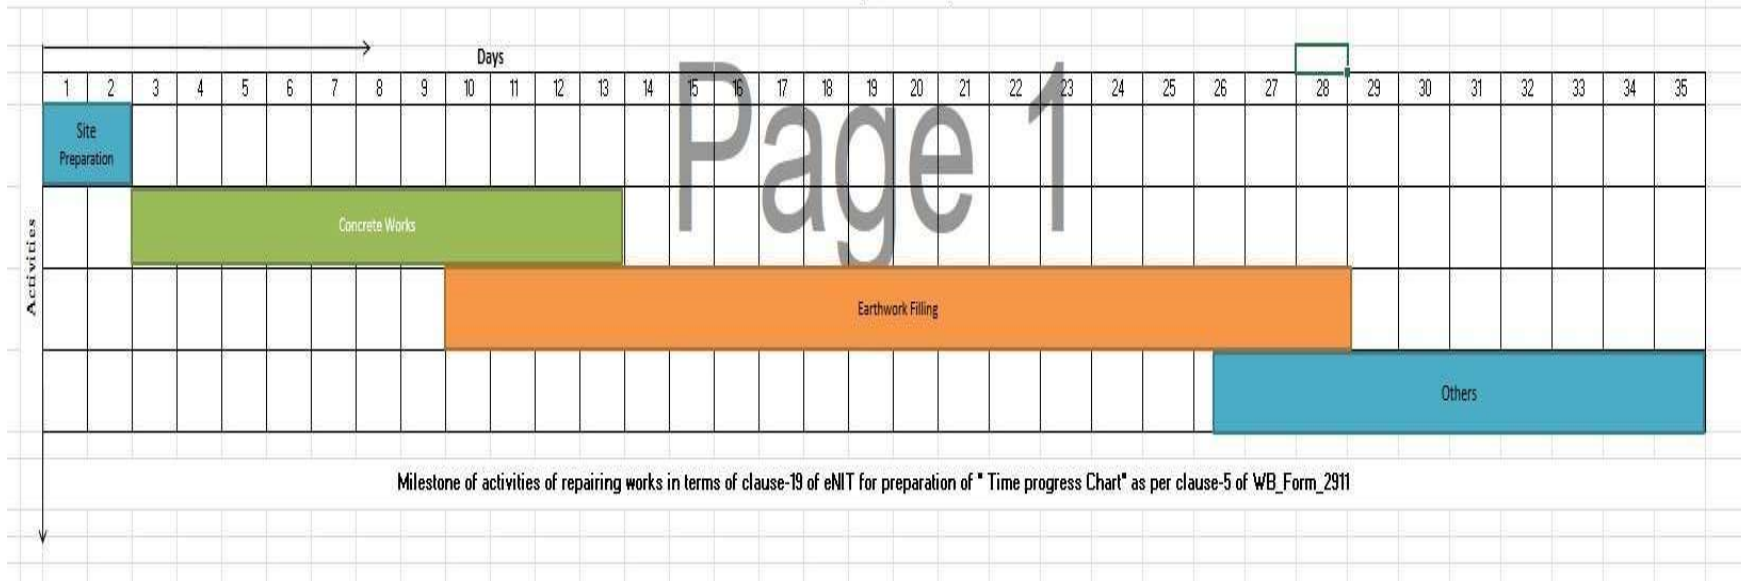 Days
1 2 3 4 5 6 7 8 9 10 11 12 13 14 15 16 17 18 19 20 21 22 23 24 25 26 27 28 29 30 31 32 33 34 35
Page 1
Site
Preparation
Concrete Works
Activities
Earthwork Filling
Others
Milestone of activities of repairing works in terms of clause-19 of eNIT for preparation of " Time progress Chart" as per clause-5 of WB_Form_2911